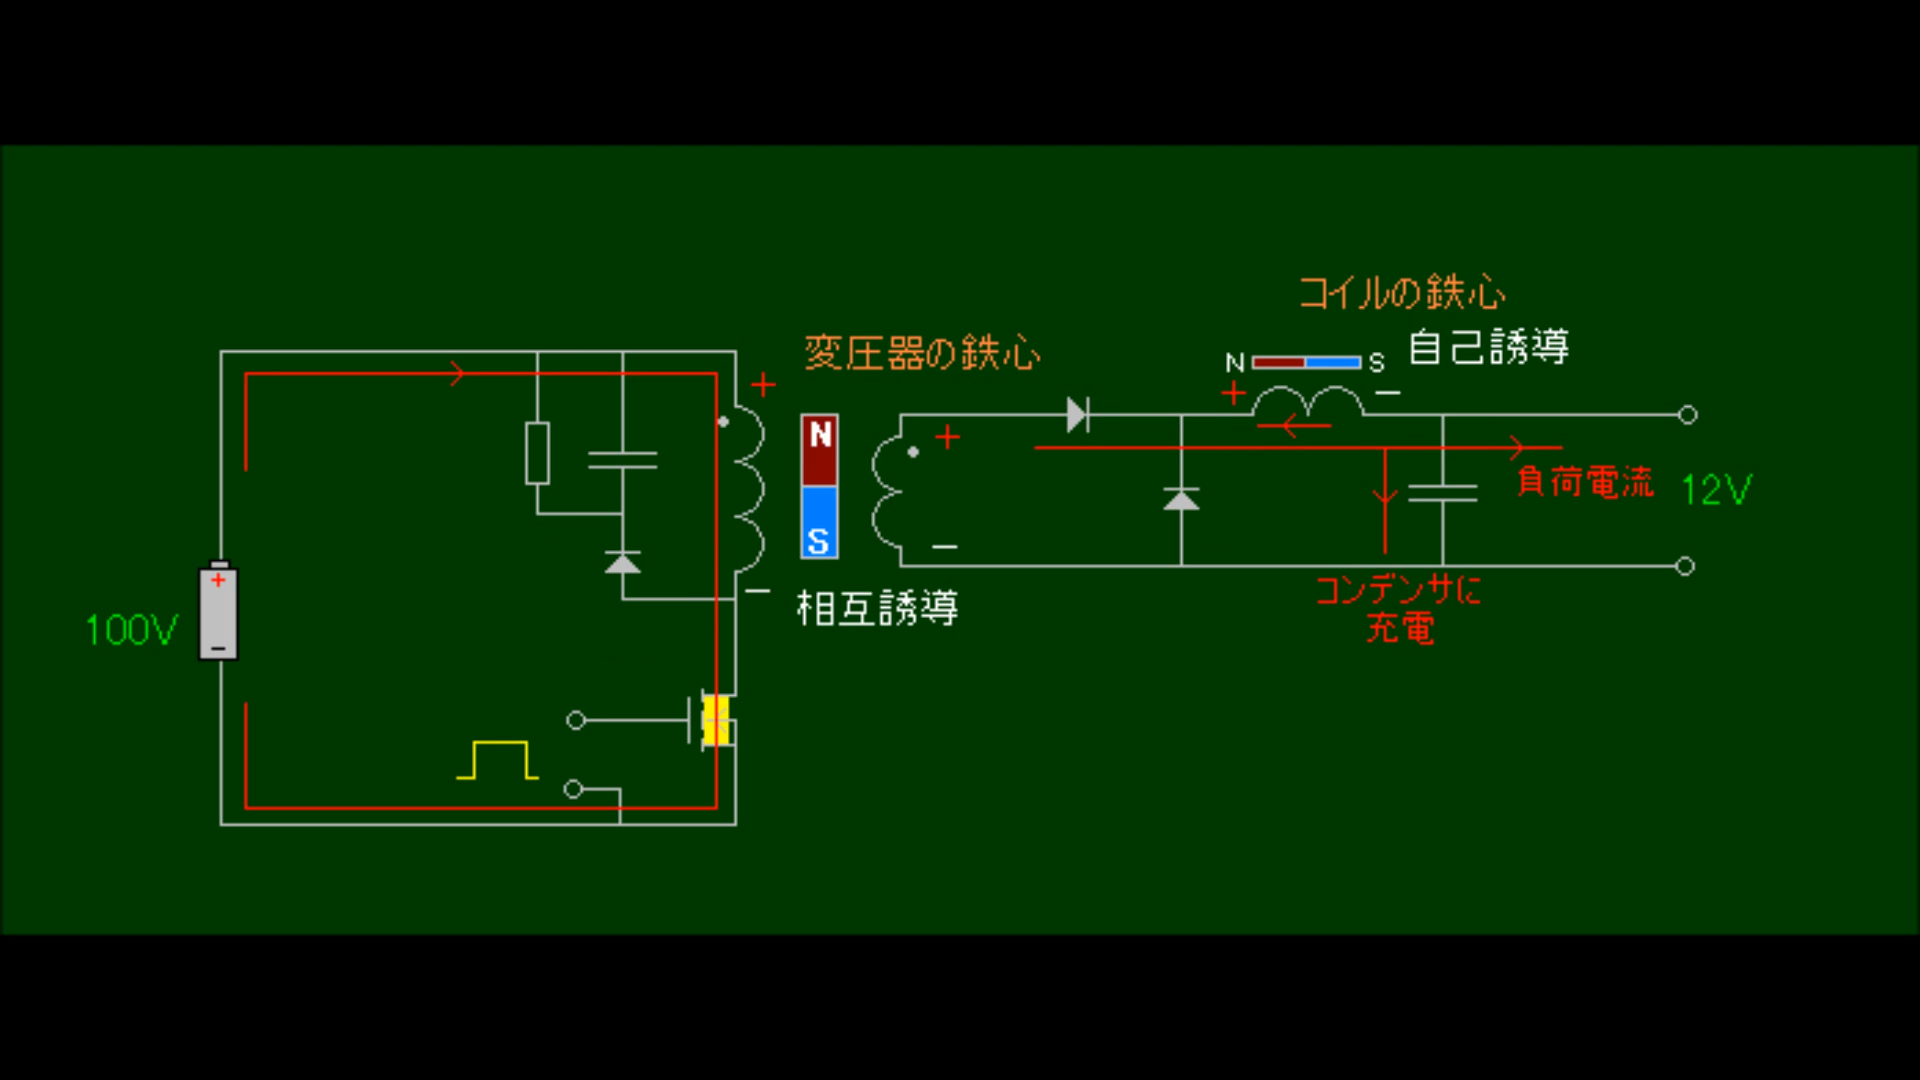 コイルの鉄心
自己誘導
N S
変圧器の鉄心
+
+ −
N
+
S
−
負荷電流
12V
+
−
100V
−
相互誘導
コンデンサに
充電